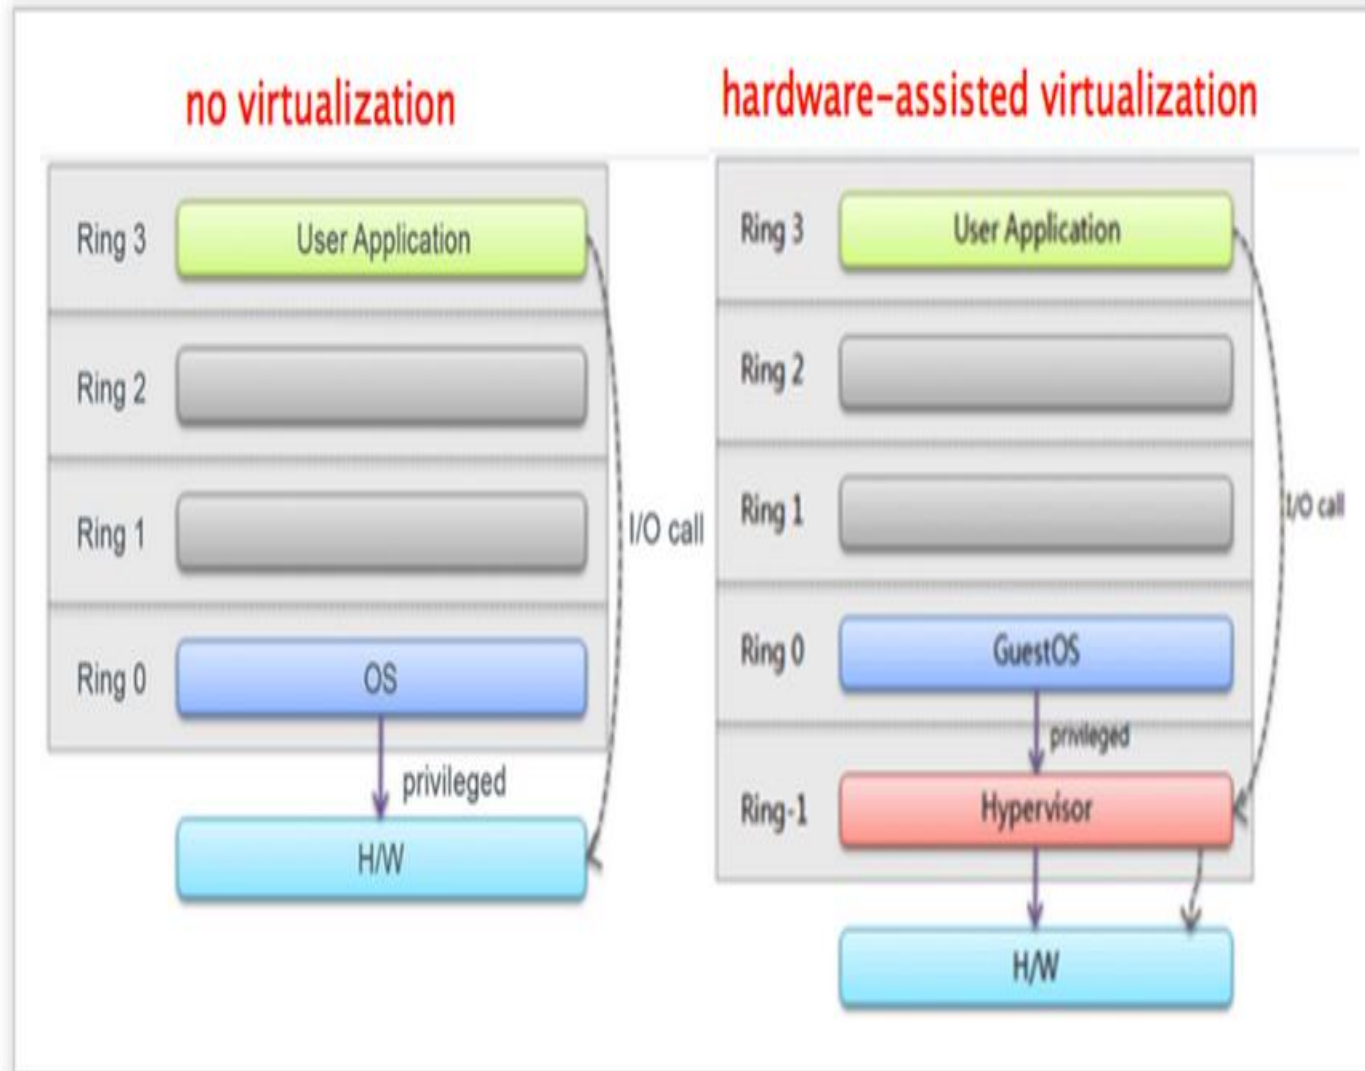 no virtualization
Ring 3
User Application
Ring 2
Ring 1
I/O call
Ring 0
OS
privileged
H/W
hardware-assisted virtualization
Ring 3
User Application
Ring 2
Ring 1
I/O call
Ring 0
GuestOS
privileged
Ring-1
Hypervisor
H/W